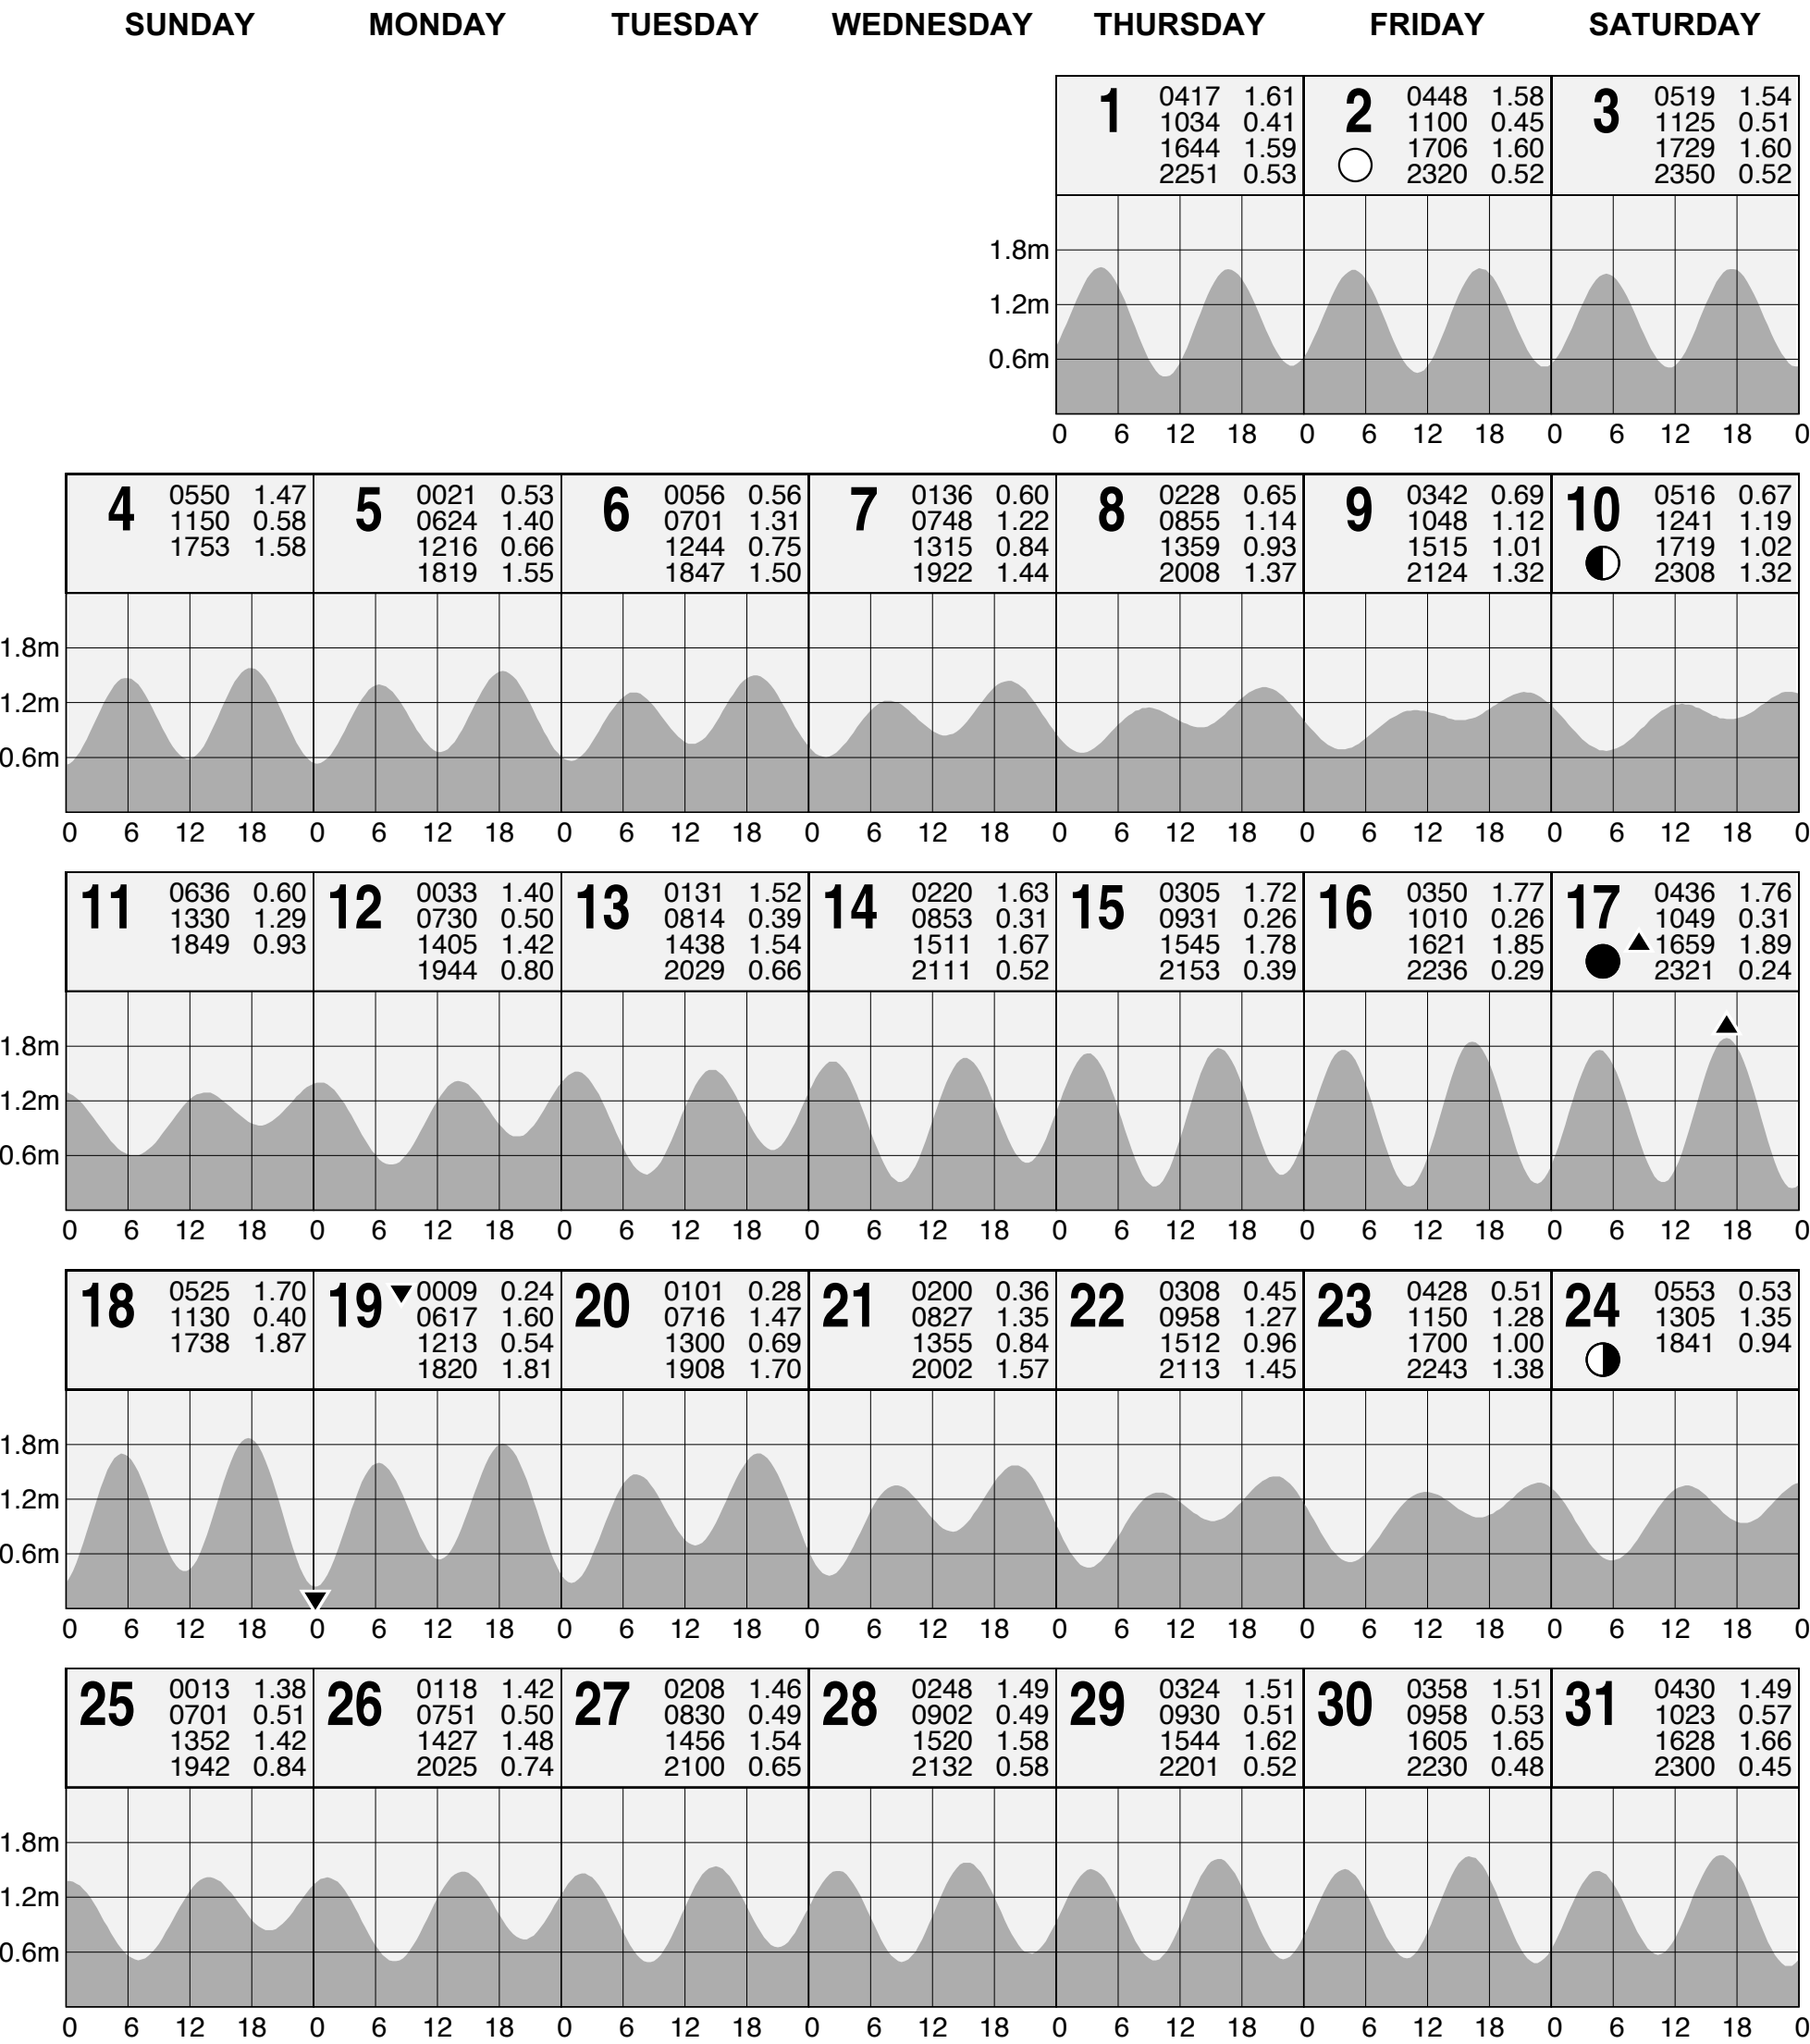 SUNDAY MONDAY TUESDAY WEDNESDAY THURSDAY FRIDAY SATURDAY
1 0417 1.61 2 0448 1.58 3 0519 1.54
1034 0.41 1100 0.45 1125 0.51
1644 1.59 1706 1.60 1729 1.60
2251 0.53 2320 0.52 2350 0.52
1.8m
1.2m
0.6m
0 6 12 18 0 6 12 18 0 6 12 18 0
4 0550 1.47 5 0021 0.53 6 0056 0.56 7 0136 0.60 8 0228 0.65 9 0342 0.69 10 0516 0.67
1150 0.58 0624 1.40 0701 1.31 0748 1.22 0855 1.14 1048 1.12 1241 1.19
1753 1.58 1216 0.66 1244 0.75 1315 0.84 1359 0.93 1515 1.01 1719 1.02
1819 1.55 1847 1.50 1922 1.44 2008 1.37 2124 1.32 2308 1.32
1.8m
1.2m
0.6m
0 6 12 18 0 6 12 18 0 6 12 18 0 6 12 18 0 6 12 18 0 6 12 18 0 6 12 18 0
11 0636 0.60 12 0033 1.40 13 0131 1.52 14 0220 1.63 15 0305 1.72 16 0350 1.77 17 0436 1.76
1330 1.29 0730 0.50 0814 0.39 0853 0.31 0931 0.26 1010 0.26 1049 0.31
1849 0.93 1405 1.42 1438 1.54 1511 1.67 1545 1.78 1621 1.85 1659 1.89
1944 0.80 2029 0.66 2111 0.52 2153 0.39 2236 0.29 2321 0.24
1.8m
1.2m
0.6m
0 6 12 18 0 6 12 18 0 6 12 18 0 6 12 18 0 6 12 18 0 6 12 18 0 6 12 18 0
18 0525 1.70 19 0009 0.24 20 0101 0.28 21 0200 0.36 22 0308 0.45 23 0428 0.51 24 0553 0.53
1130 0.40 0617 1.60 0716 1.47 0827 1.35 0958 1.27 1150 1.28 1305 1.35
1738 1.87 1213 0.54 1300 0.69 1355 0.84 1512 0.96 1700 1.00 1841 0.94
1820 1.81 1908 1.70 2002 1.57 2113 1.45 2243 1.38
1.8m
1.2m
0.6m
0 6 12 18 0 6 12 18 0 6 12 18 0 6 12 18 0 6 12 18 0 6 12 18 0 6 12 18 0
25 0013 1.38 26 0118 1.42 27 0208 1.46 28 0248 1.49 29 0324 1.51 30 0358 1.51 31 0430 1.49
0701 0.51 0751 0.50 0830 0.49 0902 0.49 0930 0.51 0958 0.53 1023 0.57
1352 1.42 1427 1.48 1456 1.54 1520 1.58 1544 1.62 1605 1.65 1628 1.66
1942 0.84 2025 0.74 2100 0.65 2132 0.58 2201 0.52 2230 0.48 2300 0.45
1.8m
1.2m
0.6m
0 6 12 18 0 6 12 18 0 6 12 18 0 6 12 18 0 6 12 18 0 6 12 18 0 6 12 18 0